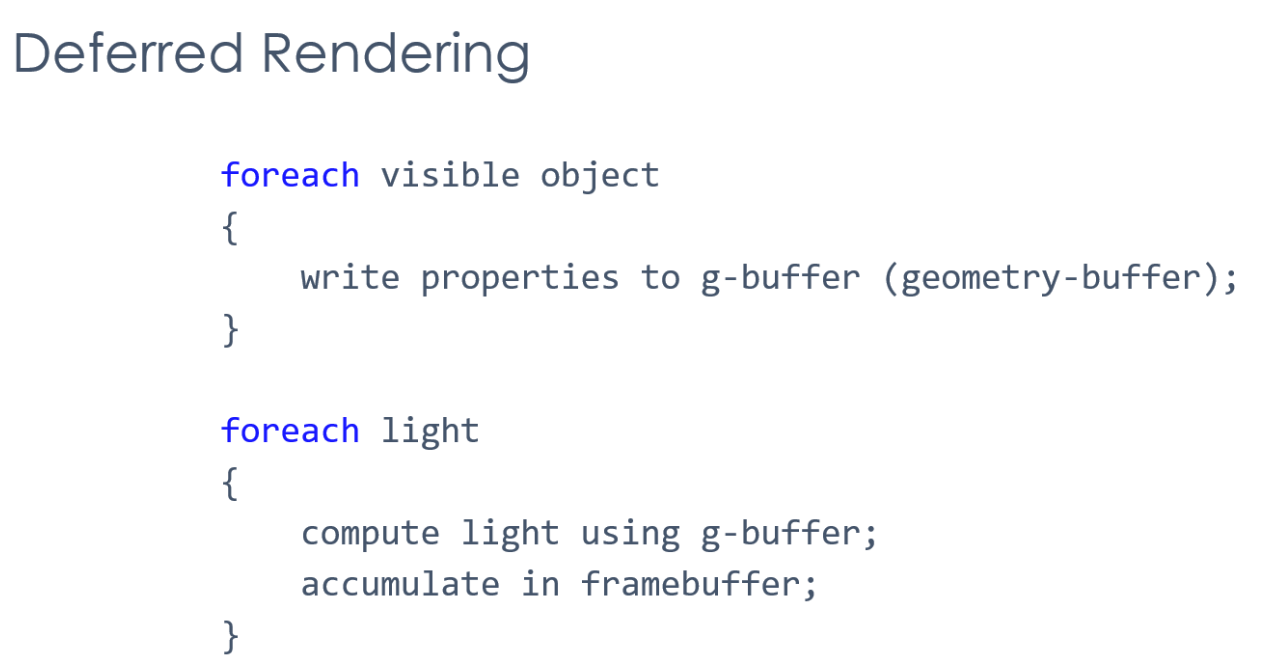 Deferred Rendering
foreach visible object
{
    write properties to g-buffer (geometry-buffer);
}
foreach light
{
    compute light using g-buffer;
    accumulate in framebuffer;
}